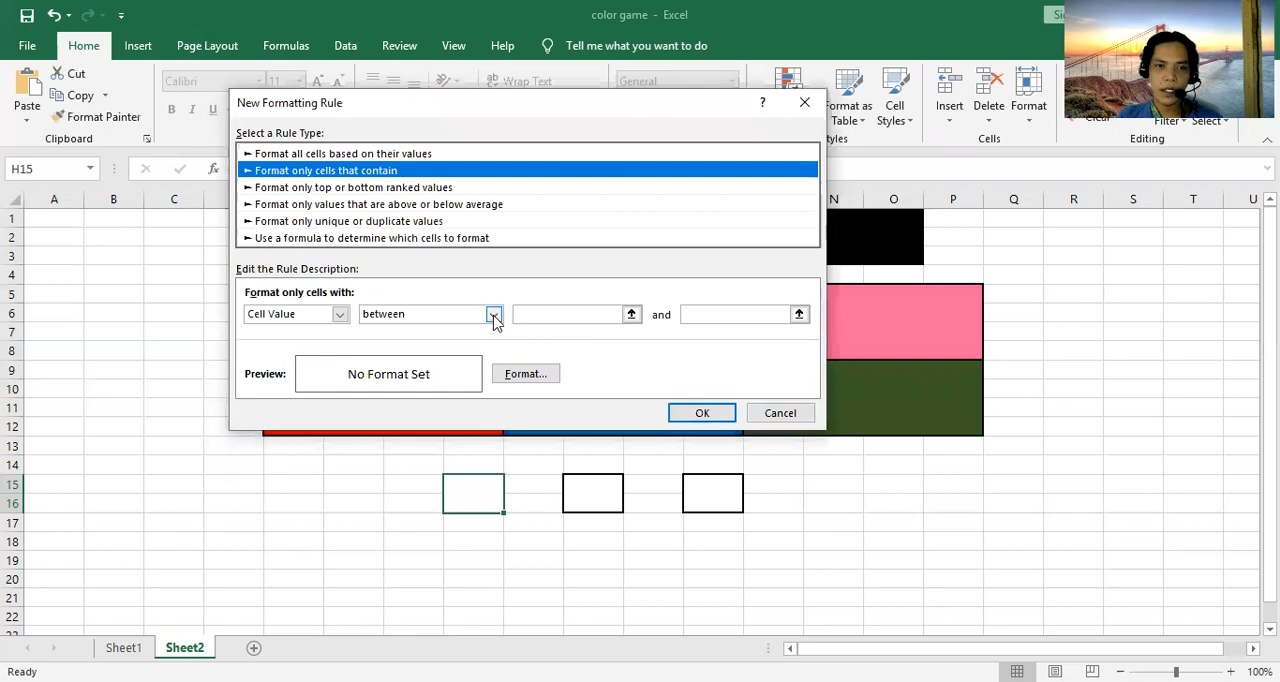 color game - Excel
File Home Insert Page Layout Formulas Data Review View Help Tell me what you want to do
Paste Cut Copy Format Painter
Clipboard
Calibri 11 Wrap Text General
B I U
Format as Table Cell Styles
Insert Delete Format
Cells
Clear Filter Select
Editing
New Formatting Rule ?
Select a Rule Type:
► Format all cells based on their values
► Format only cells that contain
► Format only top or bottom ranked values
► Format only values that are above or below average
► Format only unique or duplicate values
► Use a formula to determine which cells to format
Edit the Rule Description:
Format only cells with:
Cell Value between and
Preview: No Format Set Format...
OK Cancel
H15 fx
A B C N O P Q R S T U
1
2
3
4
5
6
7
8
9
10
11
12
13
14
15
16
17
18
19
20
21
22
Sheet1 Sheet2
Ready 100%